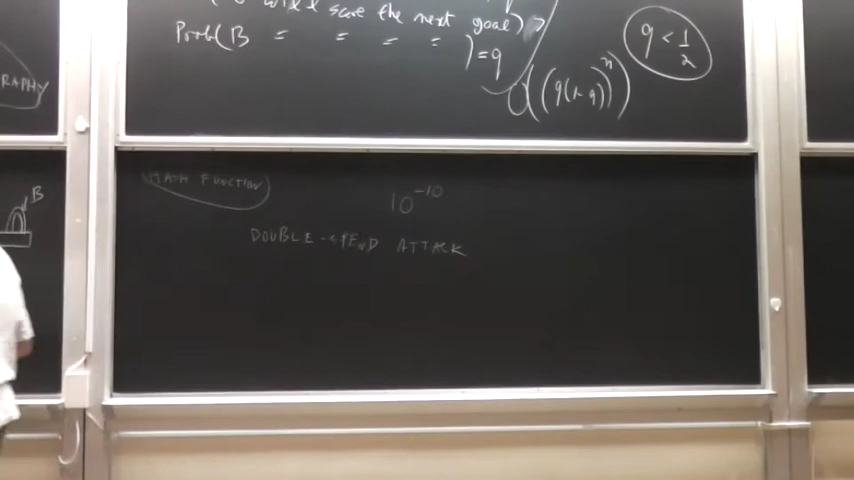 will score the next goal)
Prob(B = = = = ) = q
O((q(1-q))^n)
q < 1/2
RAPHY
B
HASH FUNCTION
10^-10
DOUBLE-SPEND ATTACK